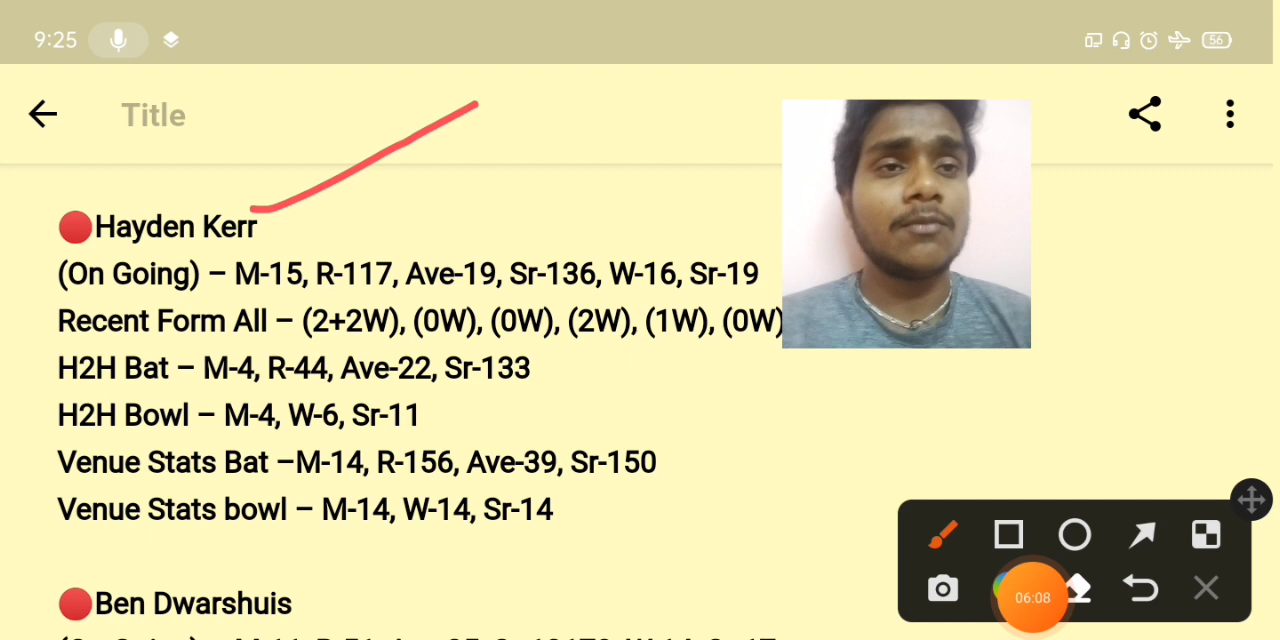 9:25
56
Title
Hayden Kerr
(On Going) – M-15, R-117, Ave-19, Sr-136, W-16, Sr-19
Recent Form All – (2+2W), (0W), (0W), (2W), (1W), (0W)
H2H Bat – M-4, R-44, Ave-22, Sr-133
H2H Bowl – M-4, W-6, Sr-11
Venue Stats Bat –M-14, R-156, Ave-39, Sr-150
Venue Stats bowl – M-14, W-14, Sr-14
06:08
Ben Dwarshuis